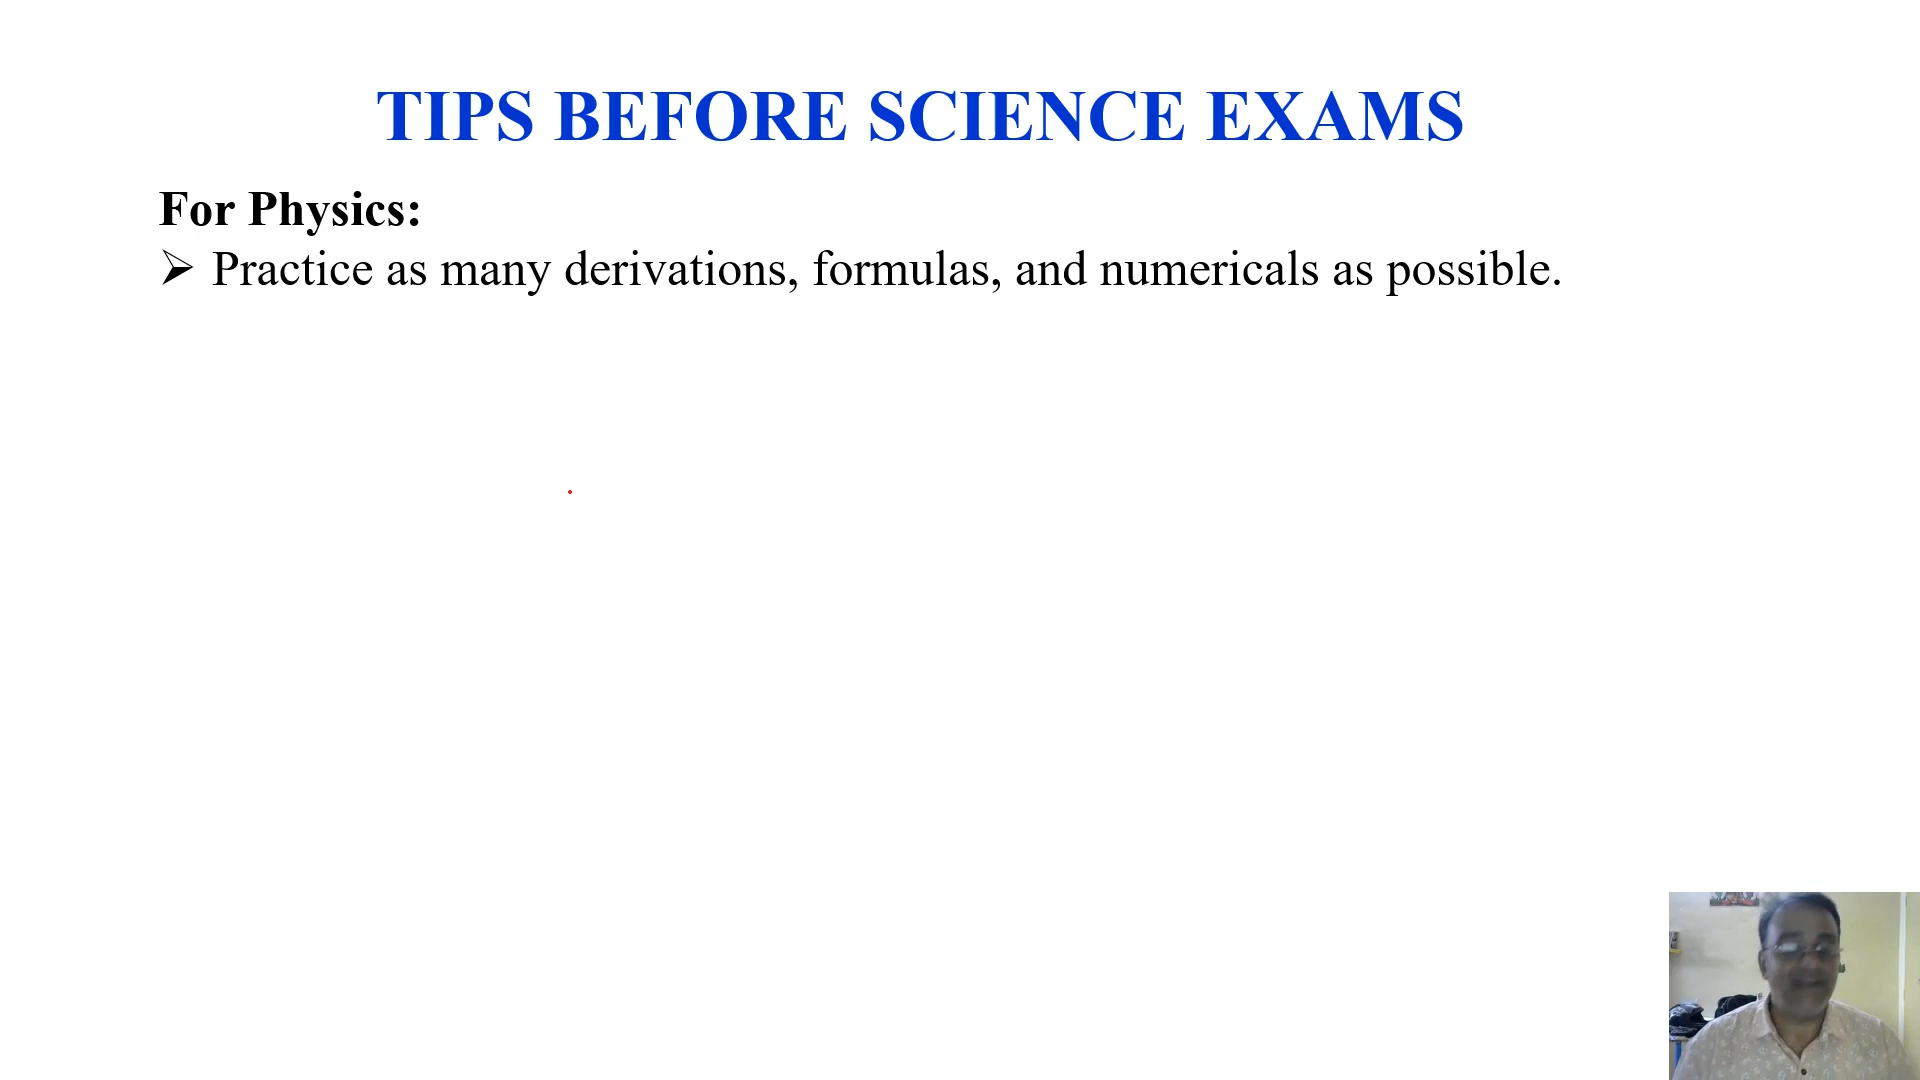 TIPS BEFORE SCIENCE EXAMS
For Physics:
➢ Practice as many derivations, formulas, and numericals as possible.